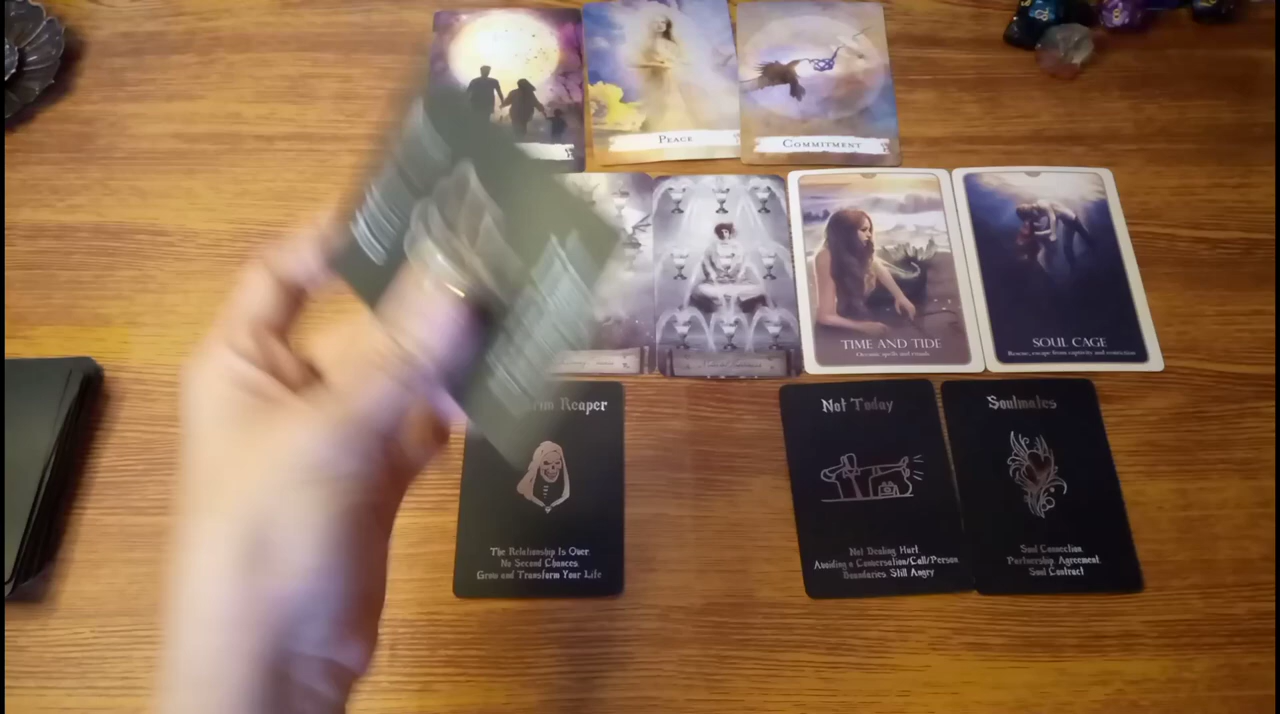 PEACE
COMMITMENT
TIME AND TIDE
Oceanic spells and rituals
SOUL CAGE
Rescue, escape from captivity and restriction
Reaper
The Relationship Is Over.
No Second Chances.
Grow and Transform Your Life
Not Today
Not Dealing. Hurt.
Avoiding a Conversation/Call/Person
Boundaries. Still Angry
Soulmates
Soul Connection.
Partnership. Agreement.
Soul Contract